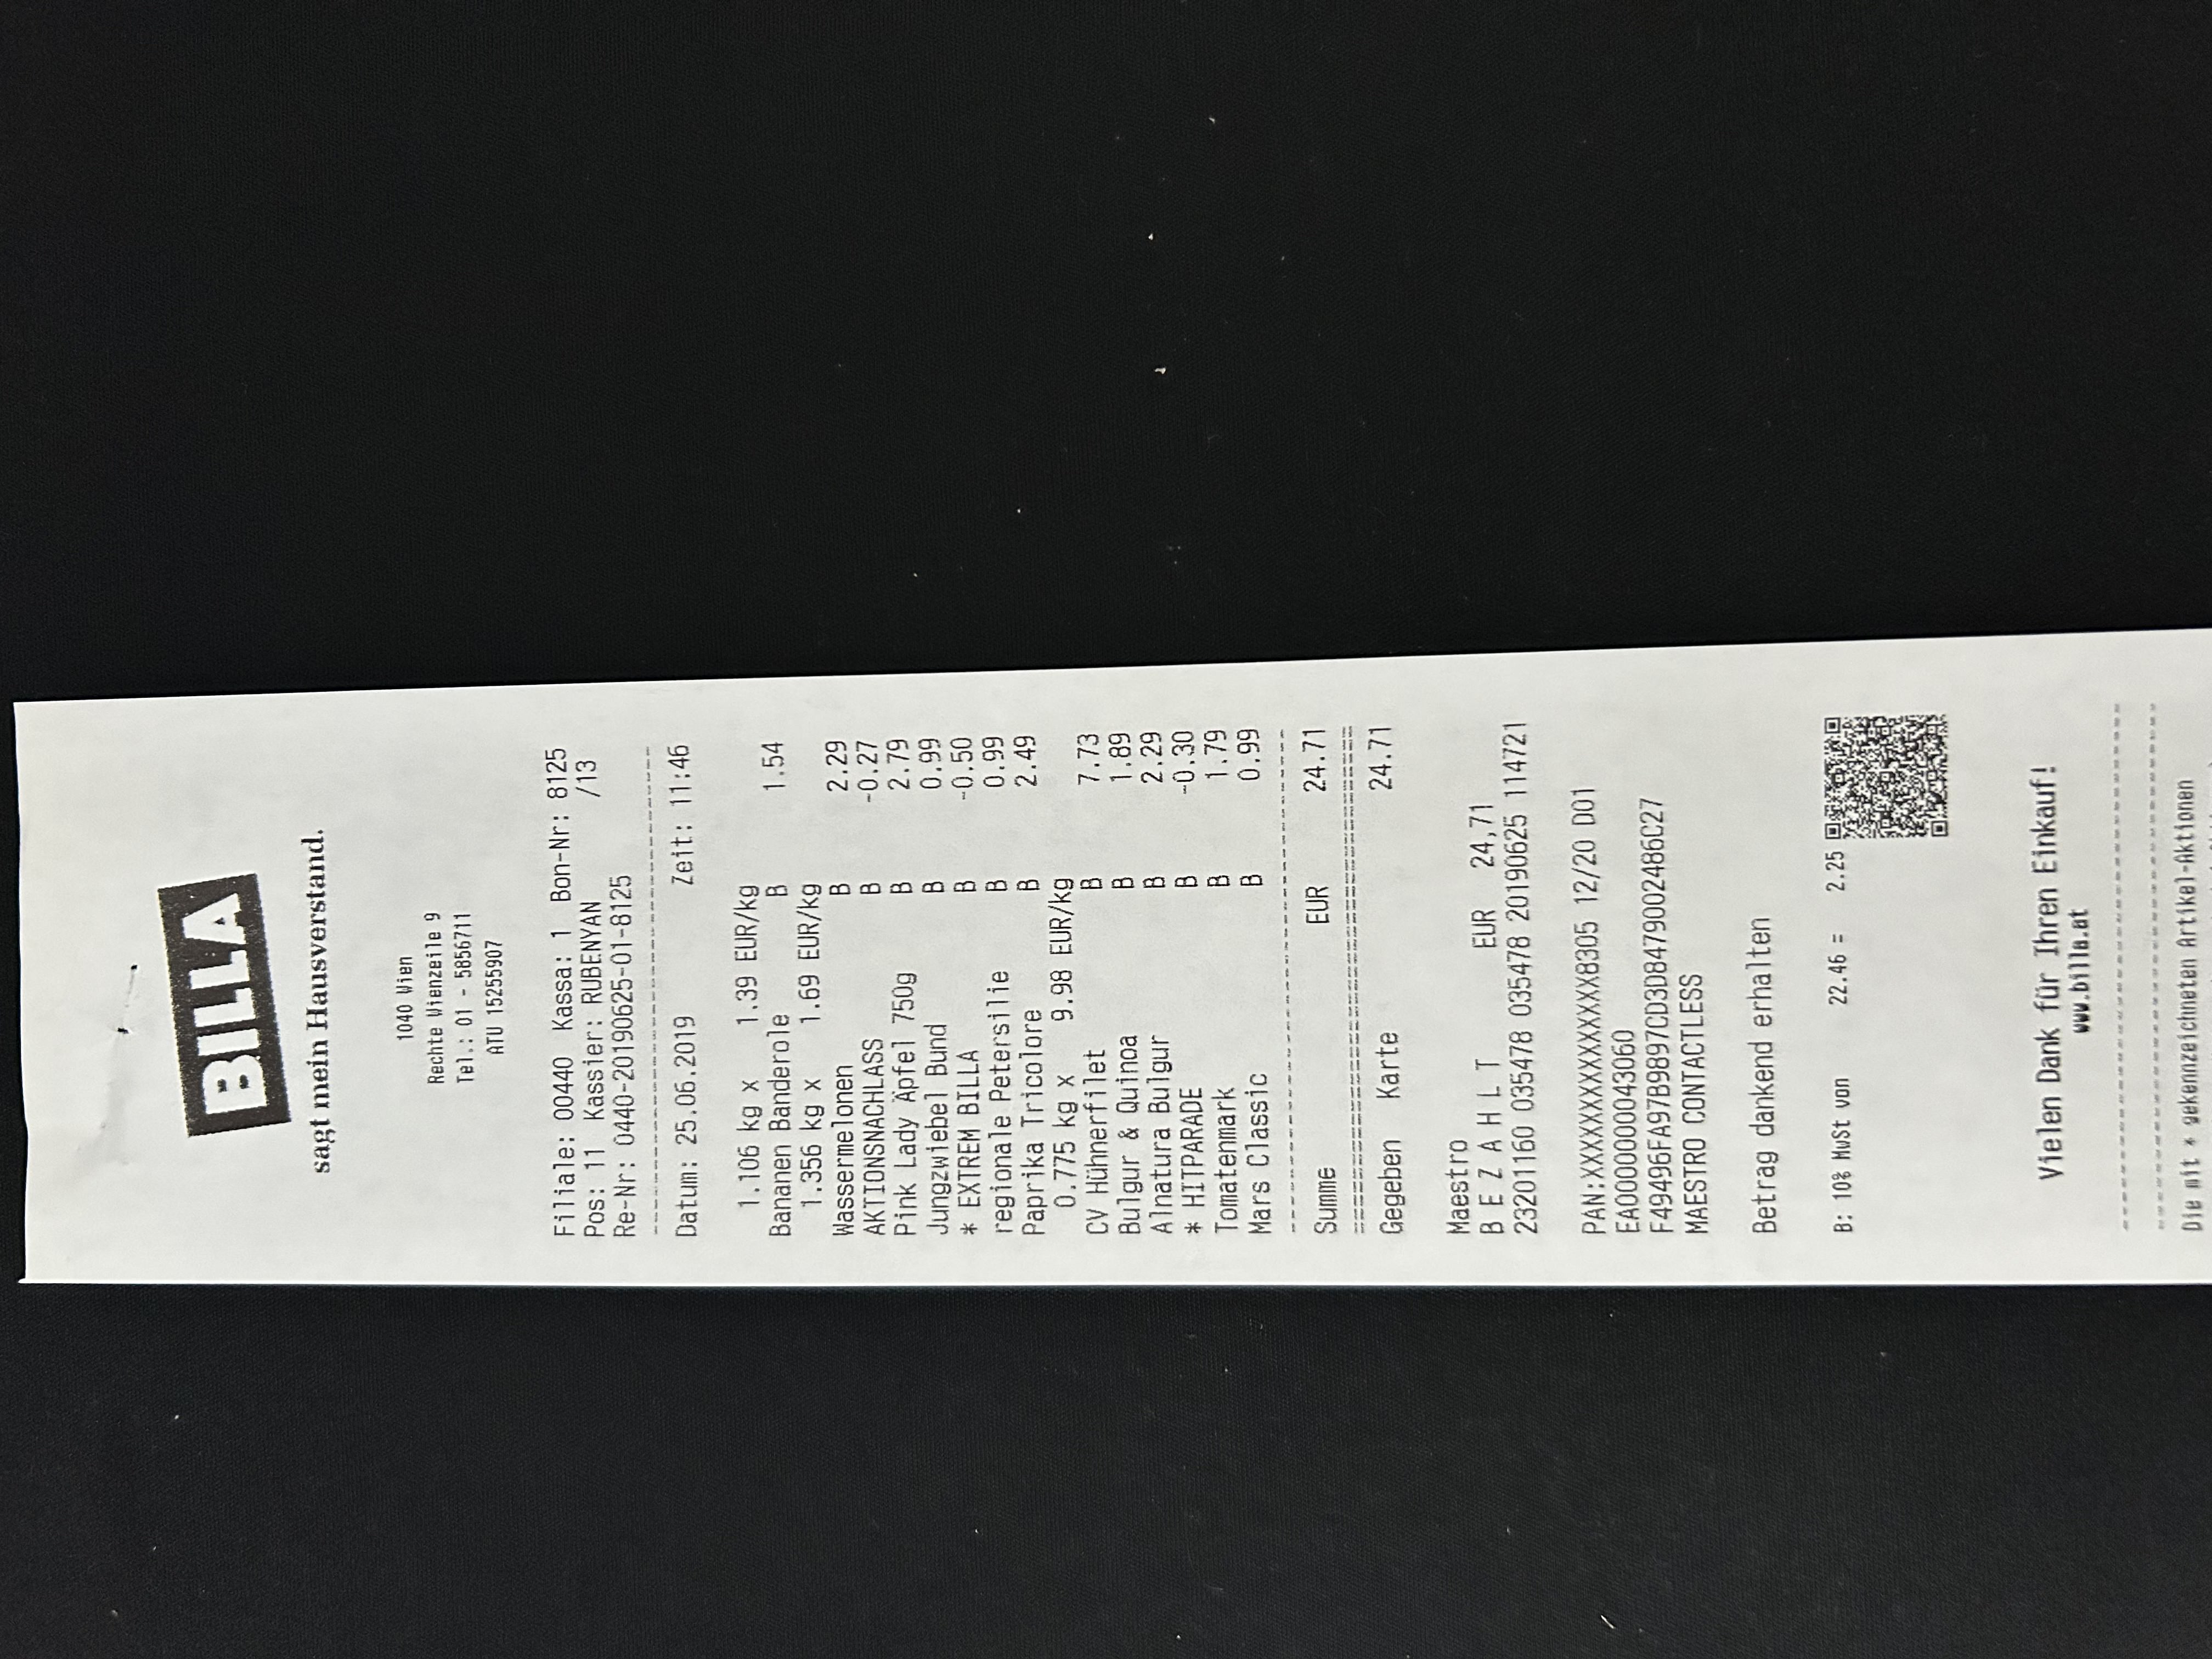 BILLA
sagt mein Hausverstand.
1040 Wien
Rechte Wienzeile 9
Tel.: 01 - 5856711
ATU 15255907
Filiale: 00440 Kassa: 1 Bon-Nr: 8125
Pos: 11 Kassier: RUBENYAN /13
Re-Nr: 0440-20190625-01-8125
Datum: 25.06.2019 Zeit: 11:46
1.106 kg x 1.39 EUR/kg
Bananen Banderole B 1.54
1.356 kg x 1.69 EUR/kg
Wassermelonen B 2.29
AKTIONSNACHLASS B -0.27
Pink Lady Äpfel 750g B 2.79
Jungzwiebel Bund B 0.99
* EXTREM BILLA B -0.50
regionale Petersilie B 0.99
Paprika Tricolore B 2.49
0.775 kg x 9.98 EUR/kg
CV Hühnerfilet B 7.73
Bulgur & Quinoa B 1.89
Alnatura Bulgur B 2.29
* HITPARADE B -0.30
Tomatenmark B 1.79
Mars Classic B 0.99
Summe EUR 24.71
Gegeben Karte 24.71
Maestro
B E Z A H L T EUR 24,71
23201160 035478 035478 20190625 114721
PAN:XXXXXXXXXXXXXXX8305 12/20 D01
EA0000000043060
F49496FA97B9897CD3D8479002486C27
MAESTRO CONTACTLESS
Betrag dankend erhalten
B: 10% MwSt von 22.46 = 2.25
Vielen Dank für Ihren Einkauf!
www.billa.at
Die mit * gekennzeichneten Artikel-Aktionen